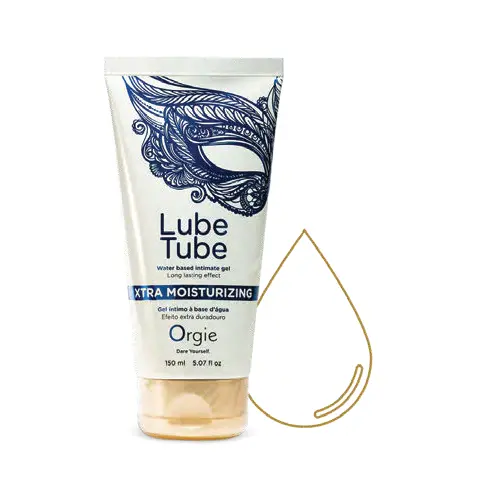 Lube
Tube
Water based intimate gel
Long lasting effect
XTRA MOISTURIZING
Gel íntimo à base d'água
Efeito extra duradouro
Orgie
Dare Yourself.
150 ml 5.07 fl oz